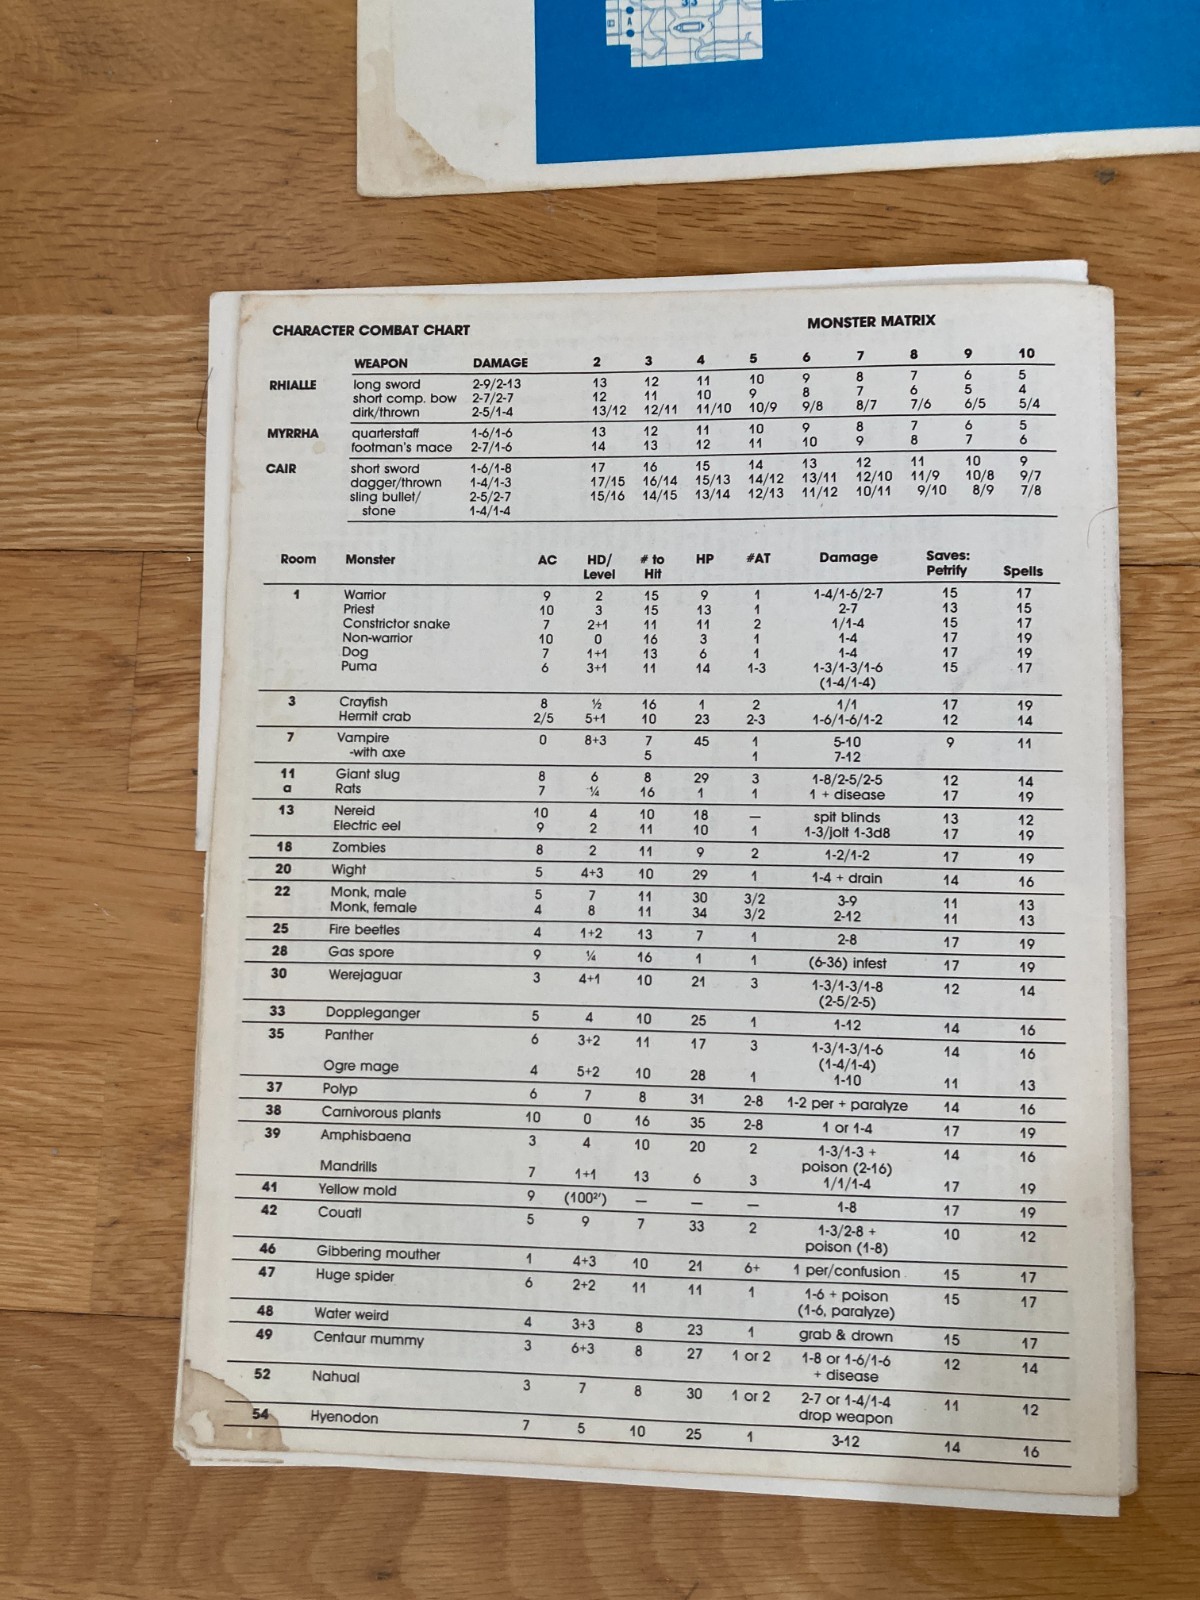 33
A
CHARACTER COMBAT CHART MONSTER MATRIX
WEAPON DAMAGE 2 3 4 5 6 7 8 9 10
RHIALLE long sword 2-9/2-13 13 12 11 10 9 8 7 6 5
short comp. bow 2-7/2-7 12 11 10 9 8 7 6 5 4
dirk/thrown 2-5/1-4 13/12 12/11 11/10 10/9 9/8 8/7 7/6 6/5 5/4
MYRRHA quarterstaff 1-6/1-6 13 12 11 10 9 8 7 6 5
footman's mace 2-7/1-6 14 13 12 11 10 9 8 7 6
CAIR short sword 1-6/1-8 17 16 15 14 13 12 11 10 9
dagger/thrown 1-4/1-3 17/15 16/14 15/13 14/12 13/11 12/10 11/9 10/8 9/7
sling bullet/ 2-5/2-7 15/16 14/15 13/14 12/13 11/12 10/11 9/10 8/9 7/8
stone 1-4/1-4
Room Monster AC HD/ # to HP #AT Damage Saves:
Level Hit Petrify Spells
1 Warrior 9 2 15 9 1 1-4/1-6/2-7 15 17
Priest 10 3 15 13 1 2-7 13 15
Constrictor snake 7 2+1 11 11 2 1/1-4 15 17
Non-warrior 10 0 16 3 1 1-4 17 19
Dog 7 1+1 13 6 1 1-4 17 19
Puma 6 3+1 11 14 1-3 1-3/1-3/1-6 15 17
(1-4/1-4)
3 Crayfish 8 ½ 16 1 2 1/1 17 19
Hermit crab 2/5 5+1 10 23 2-3 1-6/1-6/1-2 12 14
7 Vampire 0 8+3 7 45 1 5-10 9 11
-with axe 5 1 7-12
11 Giant slug 8 6 8 29 3 1-8/2-5/2-5 12 14
a Rats 7 ¼ 16 1 1 1 + disease 17 19
13 Nereid 10 4 10 18 — spit blinds 13 12
Electric eel 9 2 11 10 1 1-3/jolt 1-3d8 17 19
18 Zombies 8 2 11 9 2 1-2/1-2 17 19
20 Wight 5 4+3 10 29 1 1-4 + drain 14 16
22 Monk, male 5 7 11 30 3/2 3-9 11 13
Monk, female 4 8 11 34 3/2 2-12 11 13
25 Fire beetles 4 1+2 13 7 1 2-8 17 19
28 Gas spore 9 ¼ 16 1 1 (6-36) infest 17 19
30 Werejaguar 3 4+1 10 21 3 1-3/1-3/1-8 12 14
(2-5/2-5)
33 Doppleganger 5 4 10 25 1 1-12 14 16
35 Panther 6 3+2 11 17 3 1-3/1-3/1-6 14 16
(1-4/1-4)
Ogre mage 4 5+2 10 28 1 1-10 11 13
37 Polyp 6 7 8 31 2-8 1-2 per + paralyze 14 16
38 Carnivorous plants 10 0 16 35 2-8 1 or 1-4 17 19
39 Amphisbaena 3 4 10 20 2 1-3/1-3 + 14 16
poison (2-16)
Mandrills 7 1+1 13 6 3 1/1/1-4 17 19
41 Yellow mold 9 (100²') — — — 1-8 17 19
42 Couatl 5 9 7 33 2 1-3/2-8 + 10 12
poison (1-8)
46 Gibbering mouther 1 4+3 10 21 6+ 1 per/confusion 15 17
47 Huge spider 6 2+2 11 11 1 1-6 + poison 15 17
(1-6, paralyze)
48 Water weird 4 3+3 8 23 1 grab & drown 15 17
49 Centaur mummy 3 6+3 8 27 1 or 2 1-8 or 1-6/1-6 12 14
+ disease
52 Nahual 3 7 8 30 1 or 2 2-7 or 1-4/1-4 11 12
drop weapon
54 Hyenodon 7 5 10 25 1 3-12 14 16